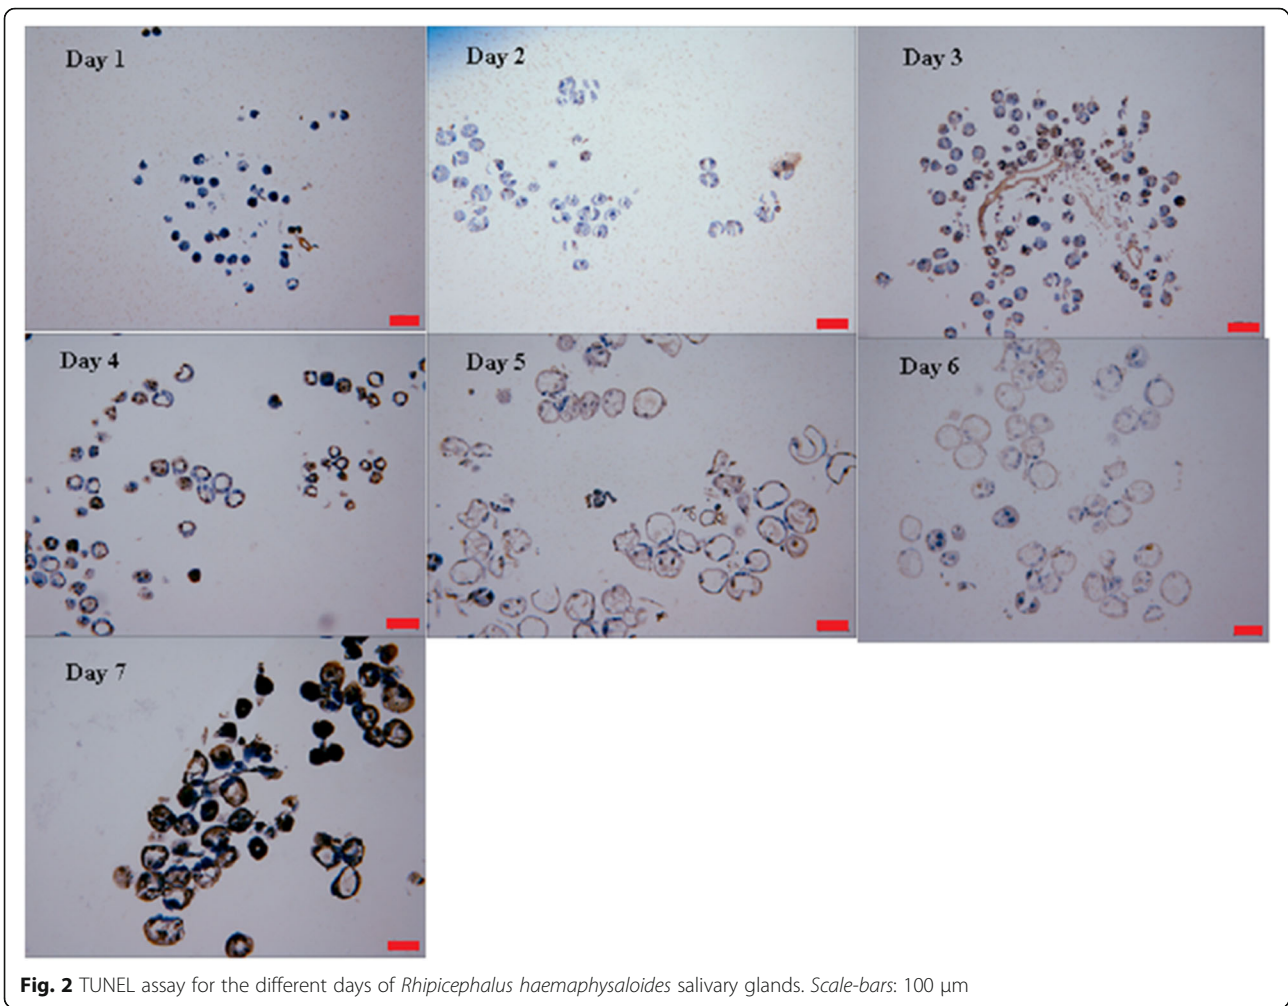 Day 1
Day 2
Day 3
Day 4
Day 5
Day 6
Day 7
Fig. 2 TUNEL assay for the different days of Rhipicephalus haemaphysaloides salivary glands. Scale-bars: 100 μm